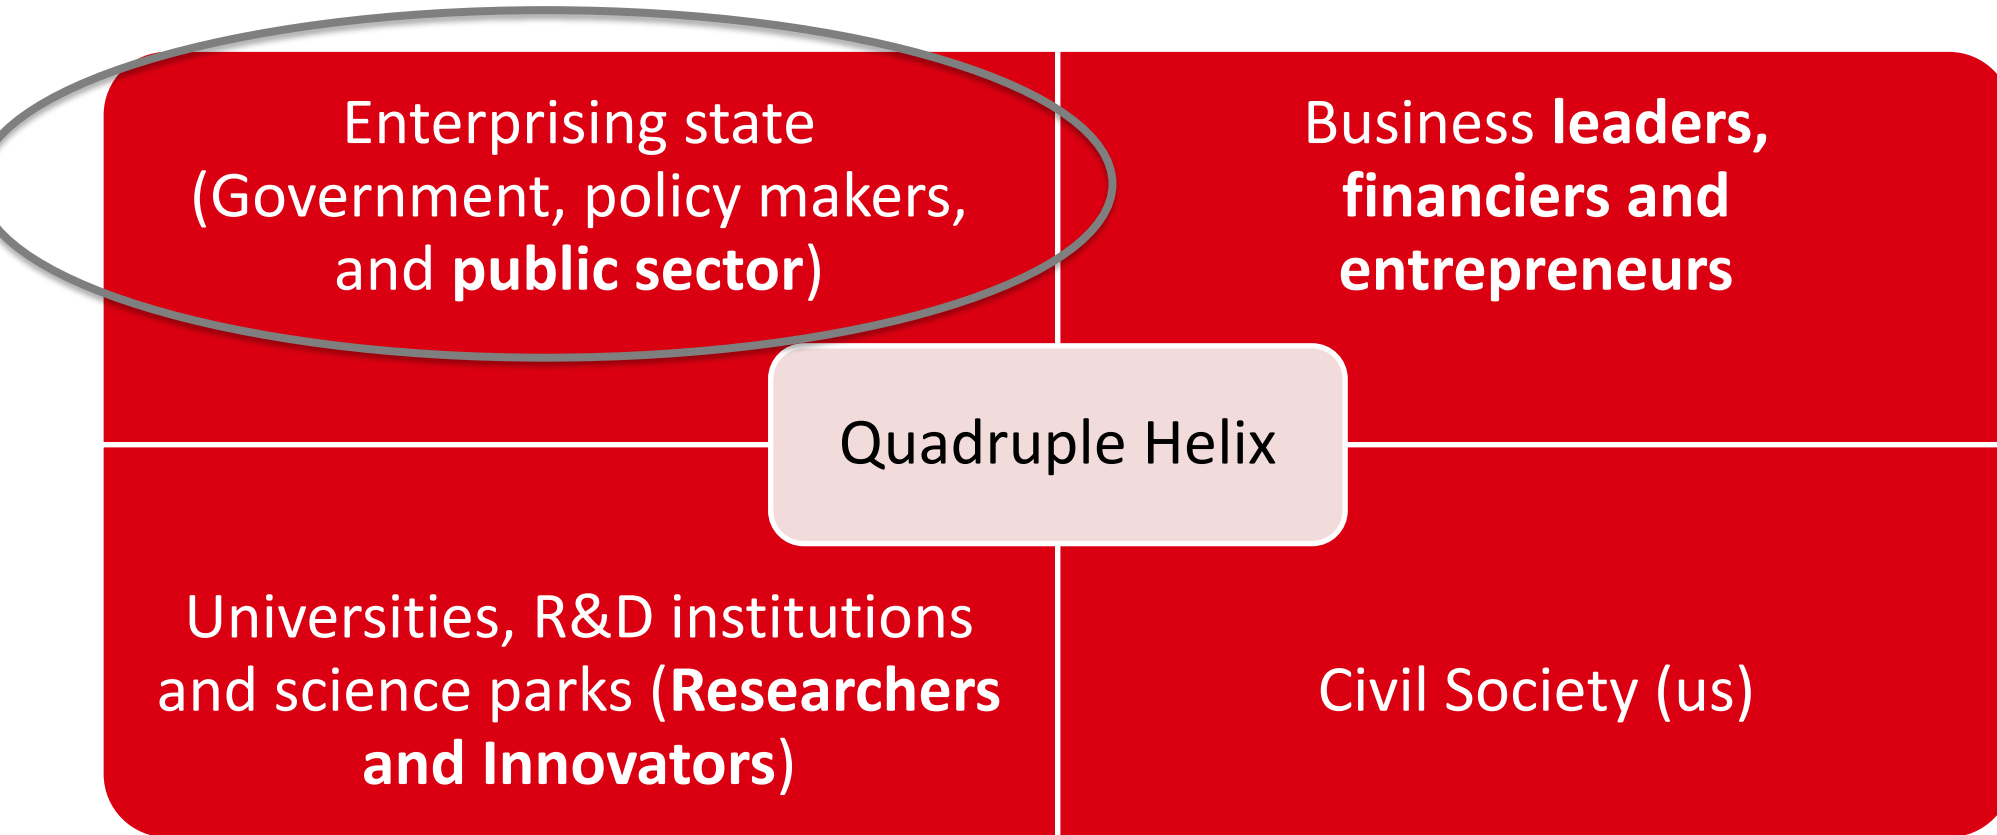 Enterprising state
(Government, policy makers,
and public sector)
Business leaders,
financiers and
entrepreneurs
Quadruple Helix
Universities, R&D institutions
and science parks (Researchers
and Innovators)
Civil Society (us)